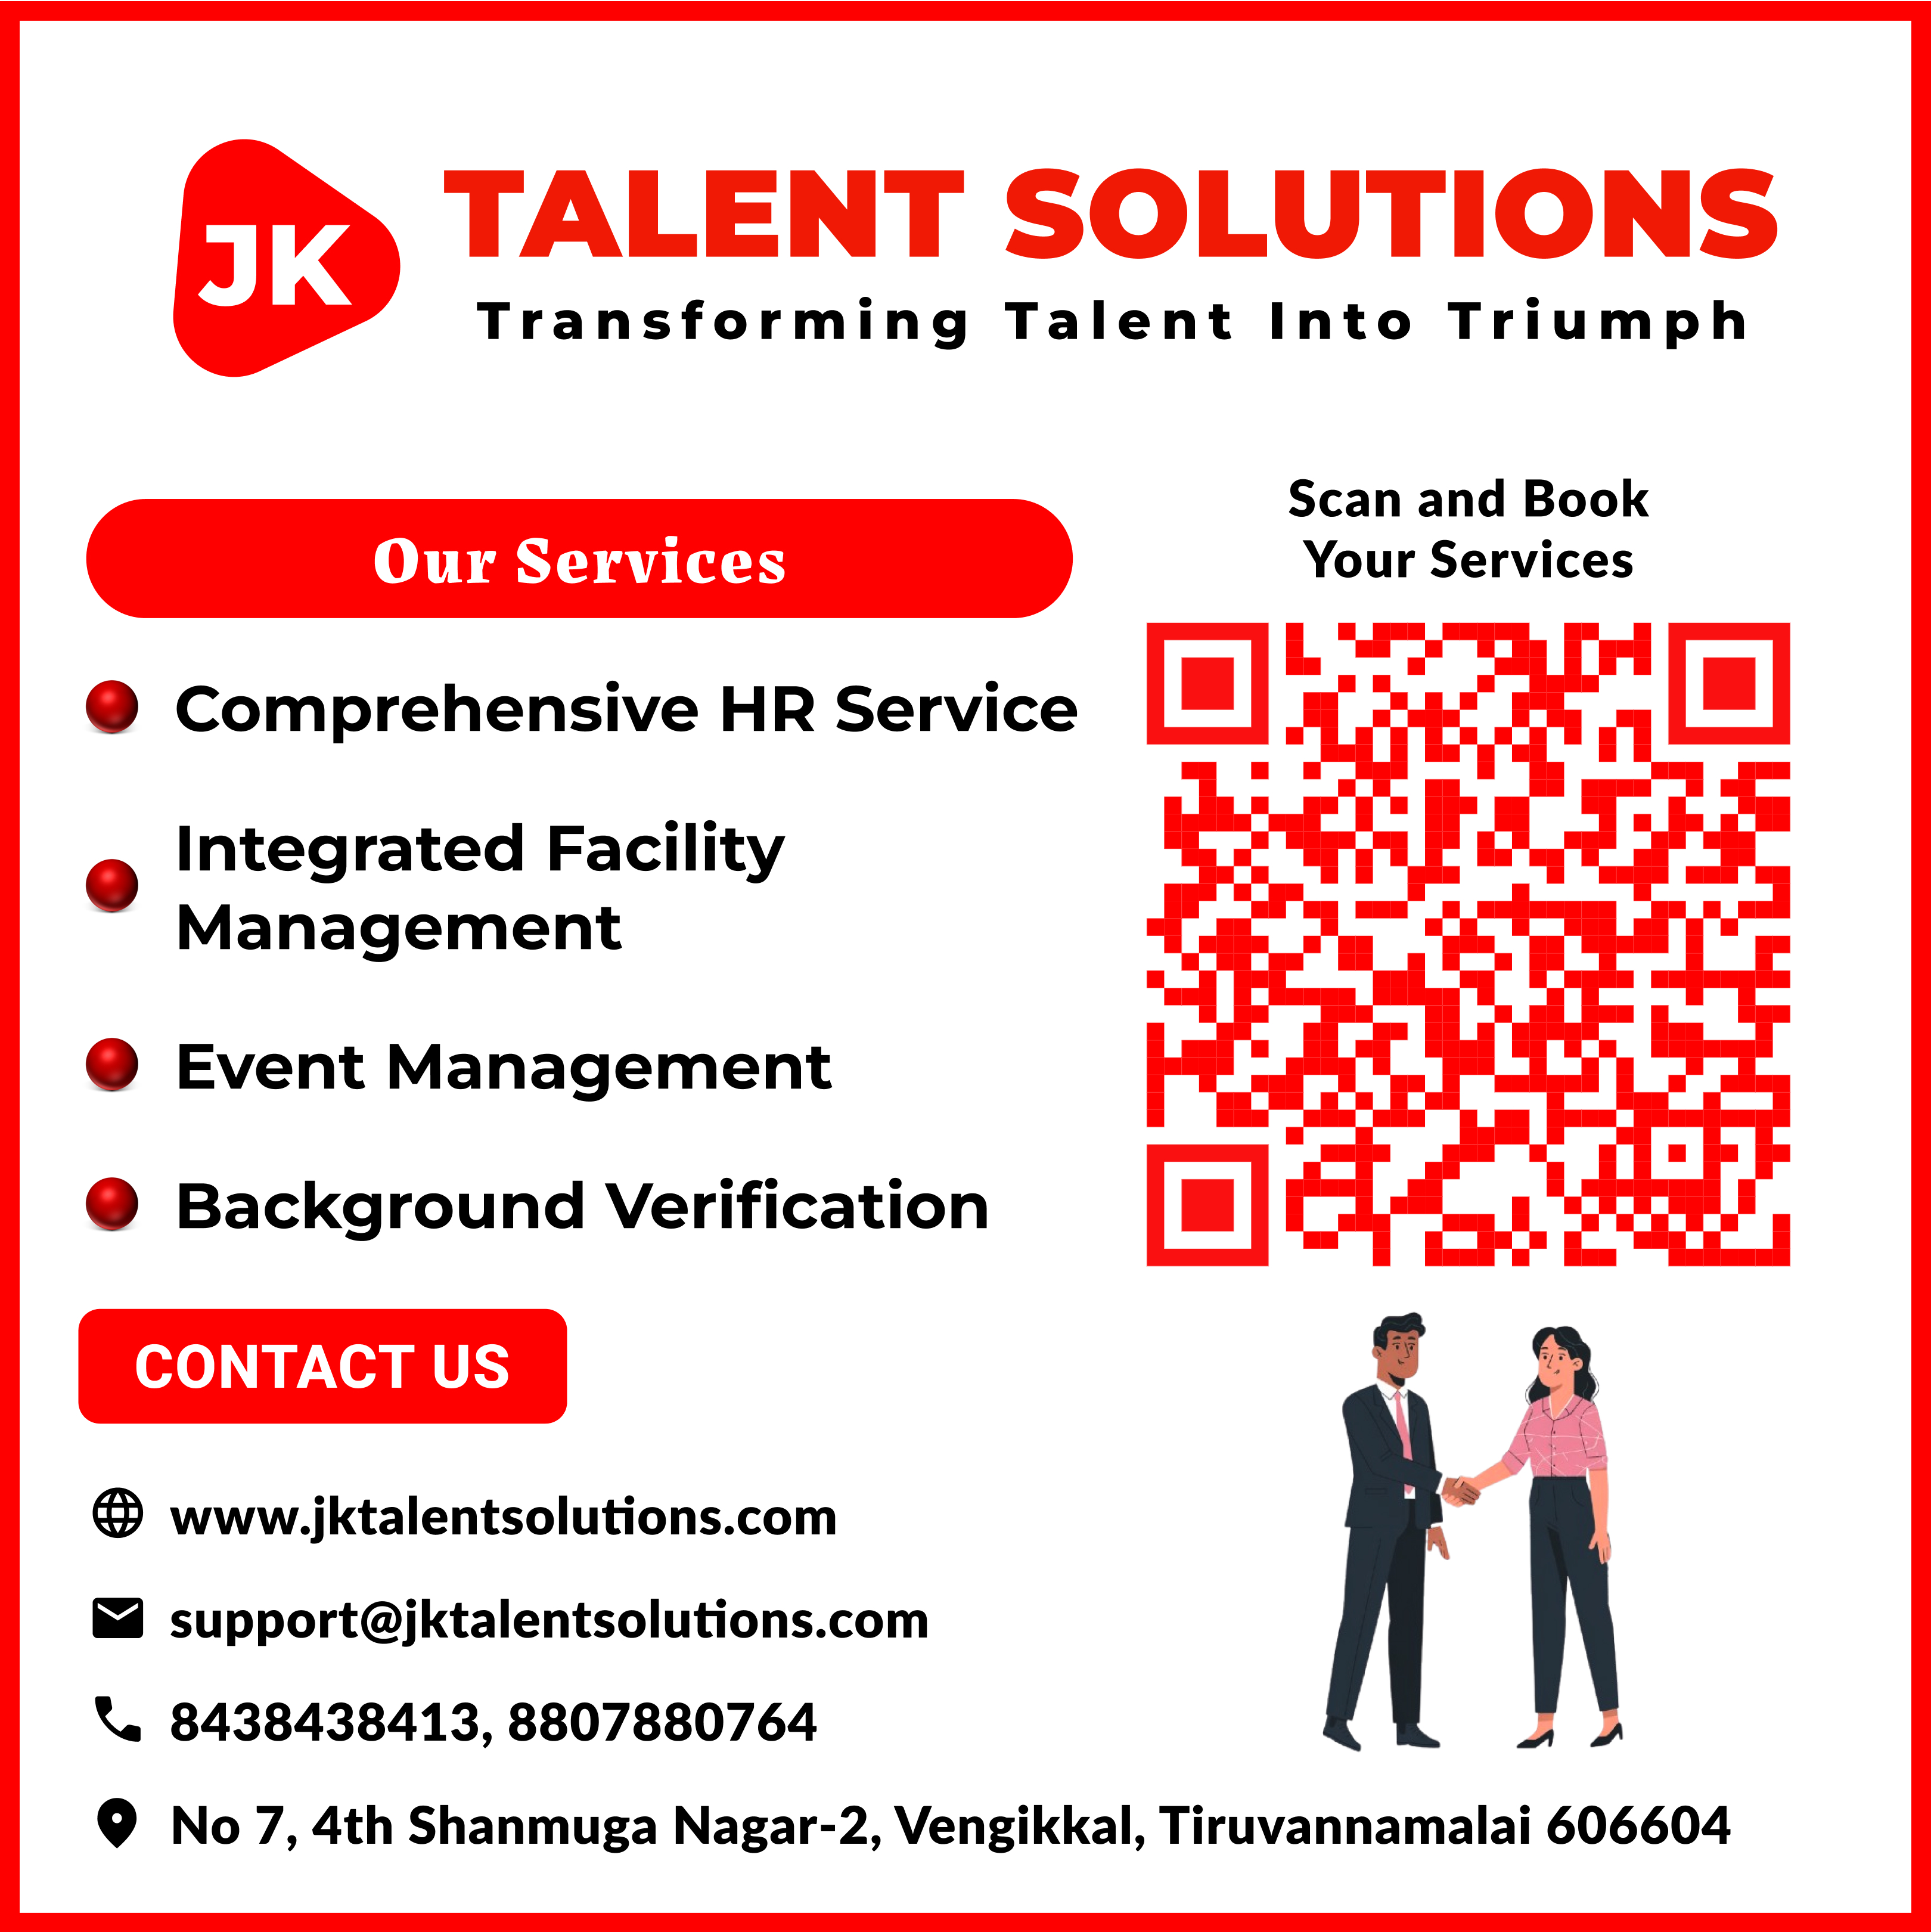 JK
TALENT SOLUTIONS
Transforming Talent Into Triumph
Our Services
Comprehensive HR Service
Integrated Facility
Management
Event Management
Background Verification
Scan and Book
Your Services
CONTACT US
www.jktalentsolutions.com
support@jktalentsolutions.com
8438438413, 8807880764
No 7, 4th Shanmuga Nagar-2, Vengikkal, Tiruvannamalai 606604